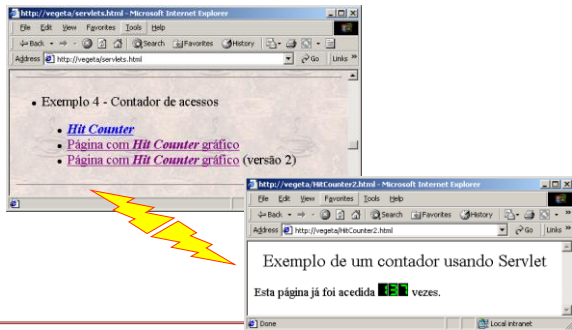 http://vegeta/servlets.html - Microsoft Internet Explorer
File Edit View Favorites Tools Help
Back Search Favorites History
Address http://vegeta/servlets.html Go Links »
• Exemplo 4 - Contador de acessos
• Hit Counter
• Página com Hit Counter gráfico
• Página com Hit Counter gráfico (versão 2)
http://vegeta/HitCounter2.html - Microsoft Internet Explorer
File Edit View Favorites Tools Help
Back Search Favorites History »
Address http://vegeta/HitCounter2.html Go Links »
Exemplo de um contador usando Servlet
Esta página já foi acedida 137 vezes.
Done Local intranet